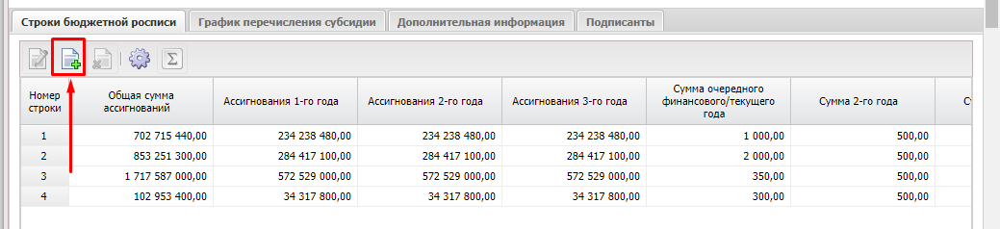 Строки бюджетной росписи График перечисления субсидии Дополнительная информация Подписанты
Номер строки Общая сумма ассигнований Ассигнования 1-го года Ассигнования 2-го года Ассигнования 3-го года Сумма очередного финансового/текущего года Сумма 2-го года
1 702 715 440,00 234 238 480,00 234 238 480,00 234 238 480,00 1 000,00 500,00
2 853 251 300,00 284 417 100,00 284 417 100,00 284 417 100,00 2 000,00 500,00
3 1 717 587 000,00 572 529 000,00 572 529 000,00 572 529 000,00 350,00 500,00
4 102 953 400,00 34 317 800,00 34 317 800,00 34 317 800,00 300,00 500,00